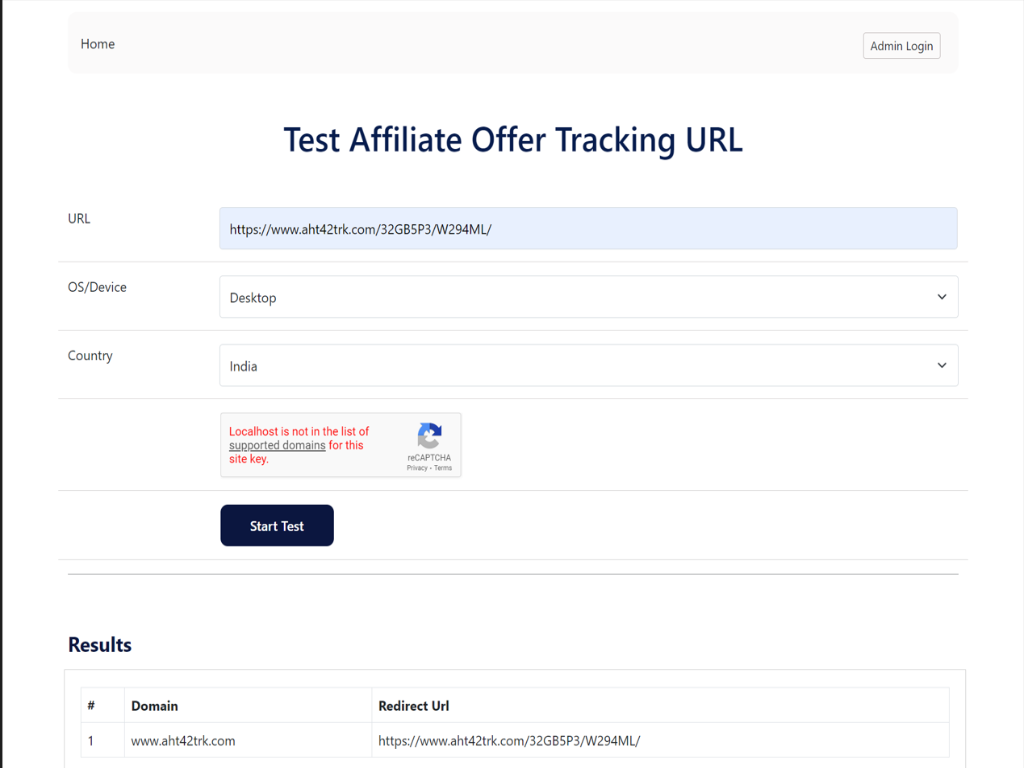 Home
Admin Login
Test Affiliate Offer Tracking URL
URL
https://www.aht42trk.com/32GB5P3/W294ML/
OS/Device
Desktop
Country
India
Localhost is not in the list of
supported domains for this
site key.
reCAPTCHA
Privacy - Terms
Start Test
Results
# Domain Redirect Url
1 www.aht42trk.com https://www.aht42trk.com/32GB5P3/W294ML/